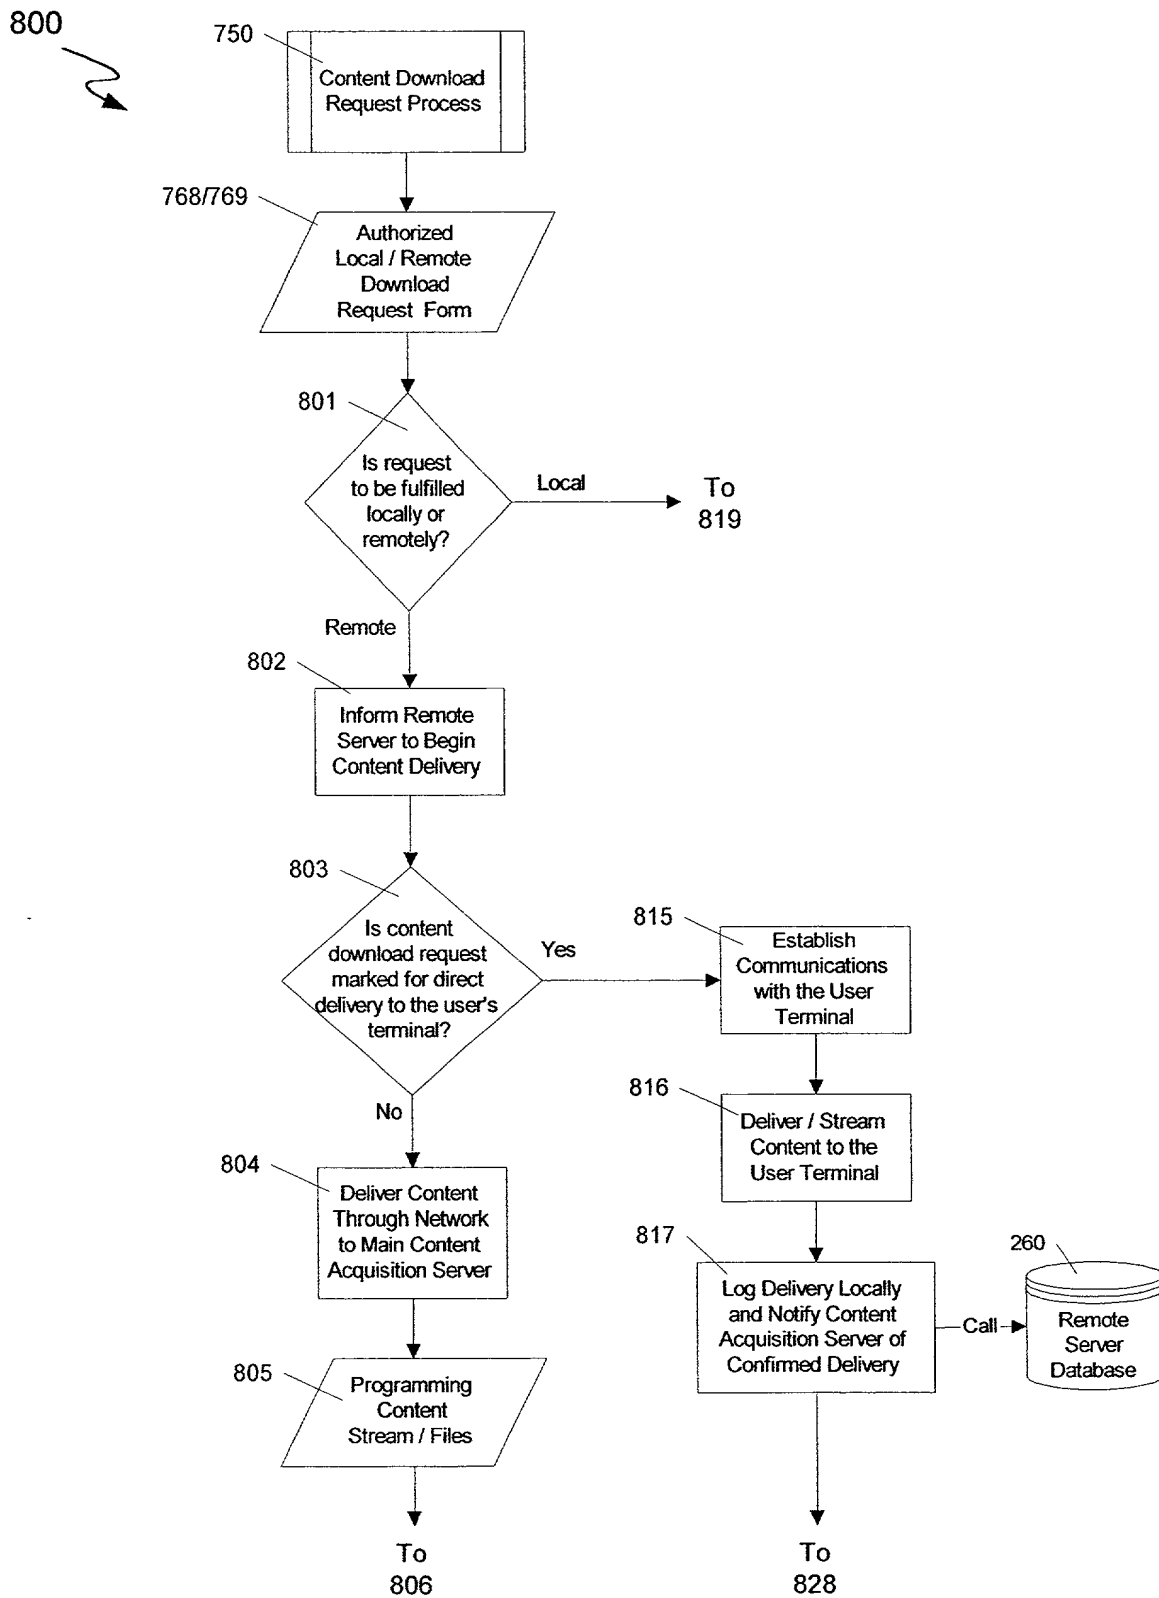 800
750
Content Download
Request Process
768/769
Authorized
Local / Remote
Download
Request Form
801
Is request
to be fulfilled
locally or
remotely?
Local
To
819
Remote
802
Inform Remote
Server to Begin
Content Delivery
803
Is content
download request
marked for direct
delivery to the user's
terminal?
Yes
815
Establish
Communications
with the User
Terminal
No
816
Deliver / Stream
Content to the
User Terminal
804
Deliver Content
Through Network
to Main Content
Acquisition Server
817
Log Delivery Locally
and Notify Content
Acquisition Server of
Confirmed Delivery
Call
260
Remote
Server
Database
805
Programming
Content
Stream / Files
To
806
To
828